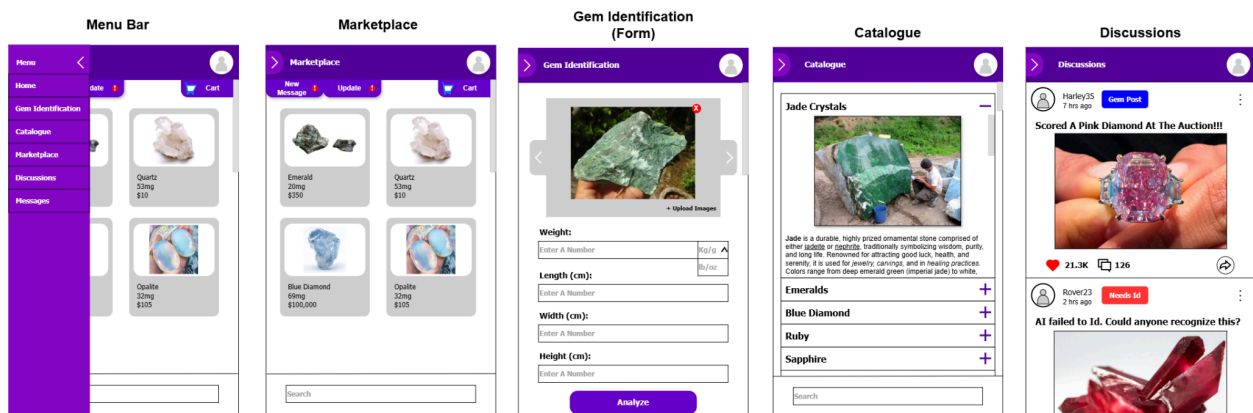 Menu Bar
Menu
Home
Gem Identification
Catalogue
Marketplace
Discussions
Messages
date !
Cart
Quartz
53mg
$10
Opalite
32mg
$105
Search
Marketplace
Marketplace
New
Message !
Update !
Cart
Emerald
20mg
$350
Quartz
53mg
$10
Blue Diamond
69mg
$100,000
Opalite
32mg
$105
Search
Gem Identification
(Form)
Gem Identification
X
+ Upload Images
Weight:
Enter A Number
Kg/g
lb/oz
Length (cm):
Enter A Number
Width (cm):
Enter A Number
Height (cm):
Enter A Number
Analyze
Catalogue
Catalogue
Jade Crystals
Jade is a durable, highly prized ornamental stone comprised of
either jadeite or nephrite, traditionally symbolizing wisdom, purity,
and long life. Renowned for attracting good luck, health, and
serenity, it is used for jewelry, carvings, and in healing practices.
Colors range from deep emerald green (imperial jade) to white,
Emeralds
Blue Diamond
Ruby
Sapphire
Search
Discussions
Discussions
Harley35
7 hrs ago
Gem Post
Scored A Pink Diamond At The Auction!!!
21.3K
126
Rover23
2 hrs ago
Needs Id
AI failed to Id. Could anyone recognize this?